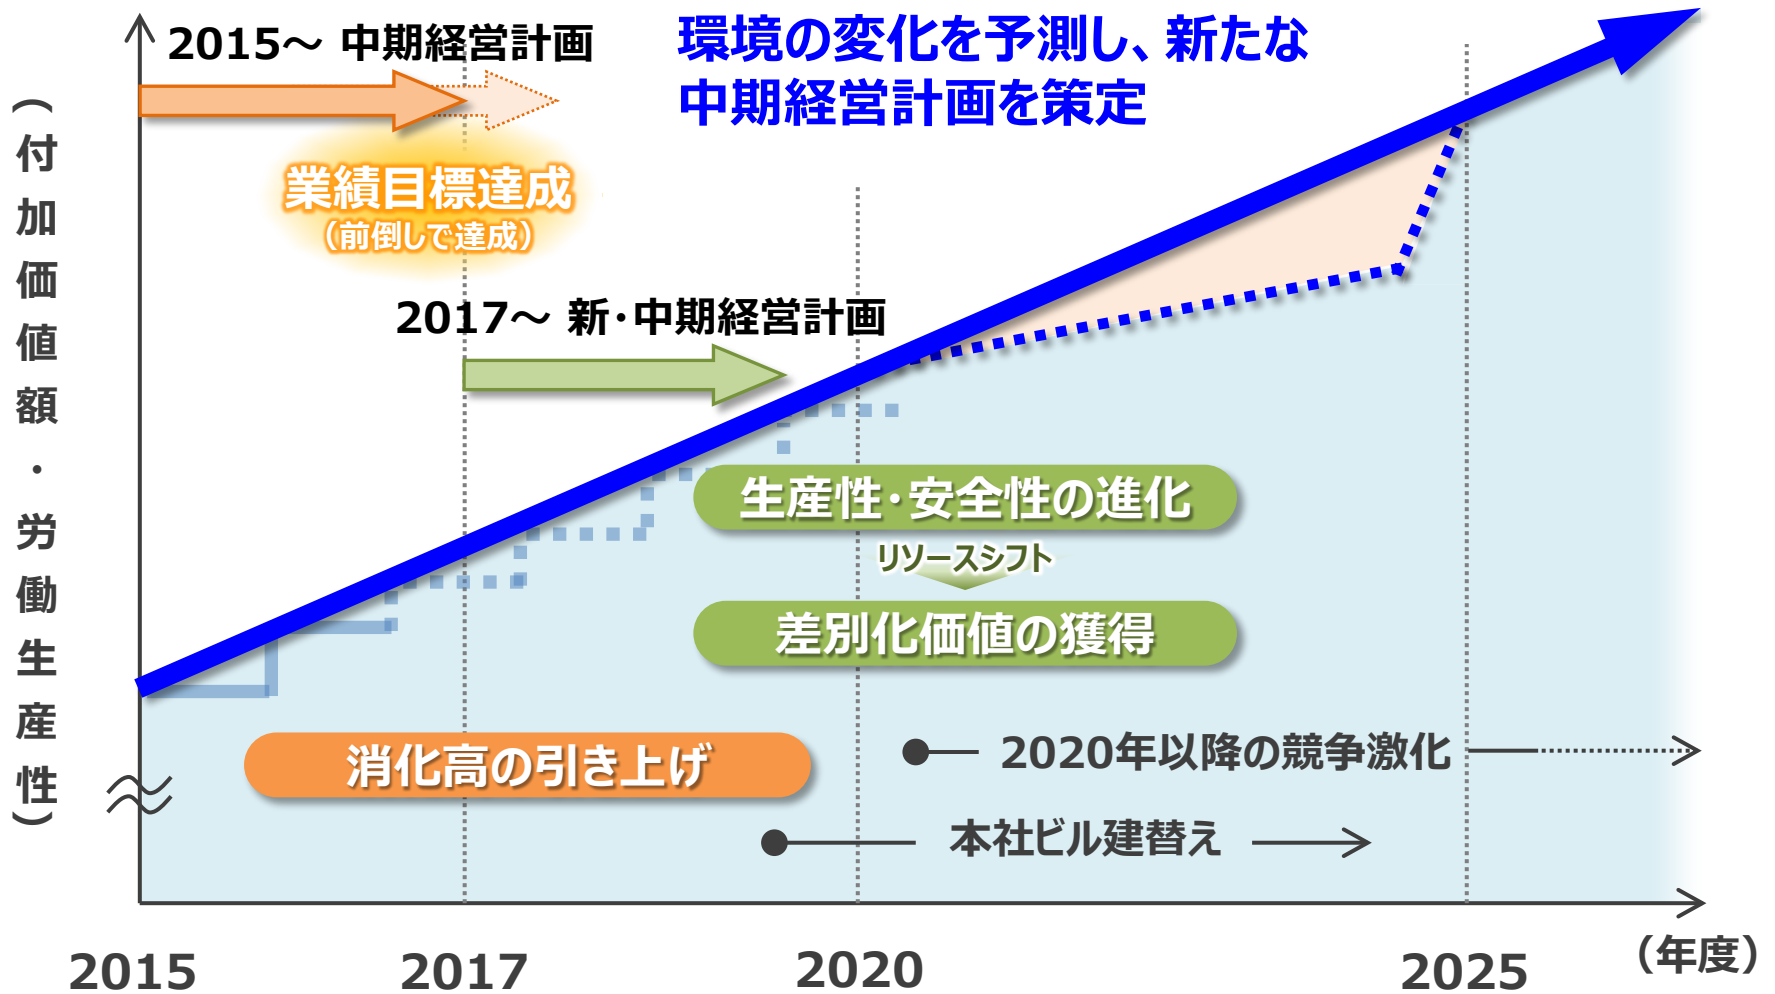 2015～ 中期経営計画
環境の変化を予測し、新たな
中期経営計画を策定
業績目標達成
（前倒しで達成）
2017～ 新・中期経営計画
（付加価値額・労働生産性）
生産性・安全性の進化
リソースシフト
差別化価値の獲得
消化高の引き上げ
2020年以降の競争激化
本社ビル建替え
2015
2017
2020
2025
（年度）